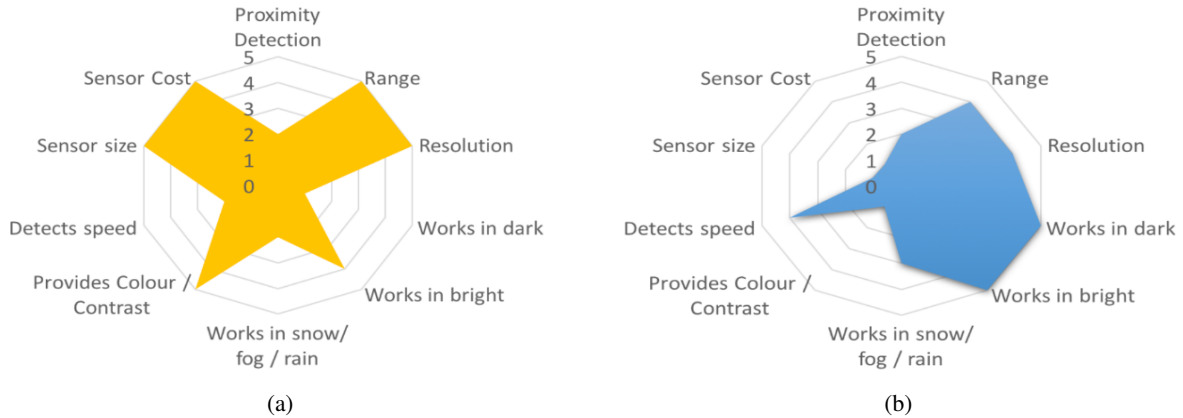 Proximity
Detection
5
4
3
2
1
0
Range
Resolution
Works in dark
Works in bright
Works in snow/
fog / rain
Provides Colour /
Contrast
Detects speed
Sensor size
Sensor Cost
(a)
Proximity
Detection
5
4
3
2
1
0
Range
Resolution
Works in dark
Works in bright
Works in snow/
fog / rain
Provides Colour /
Contrast
Detects speed
Sensor size
Sensor Cost
(b)